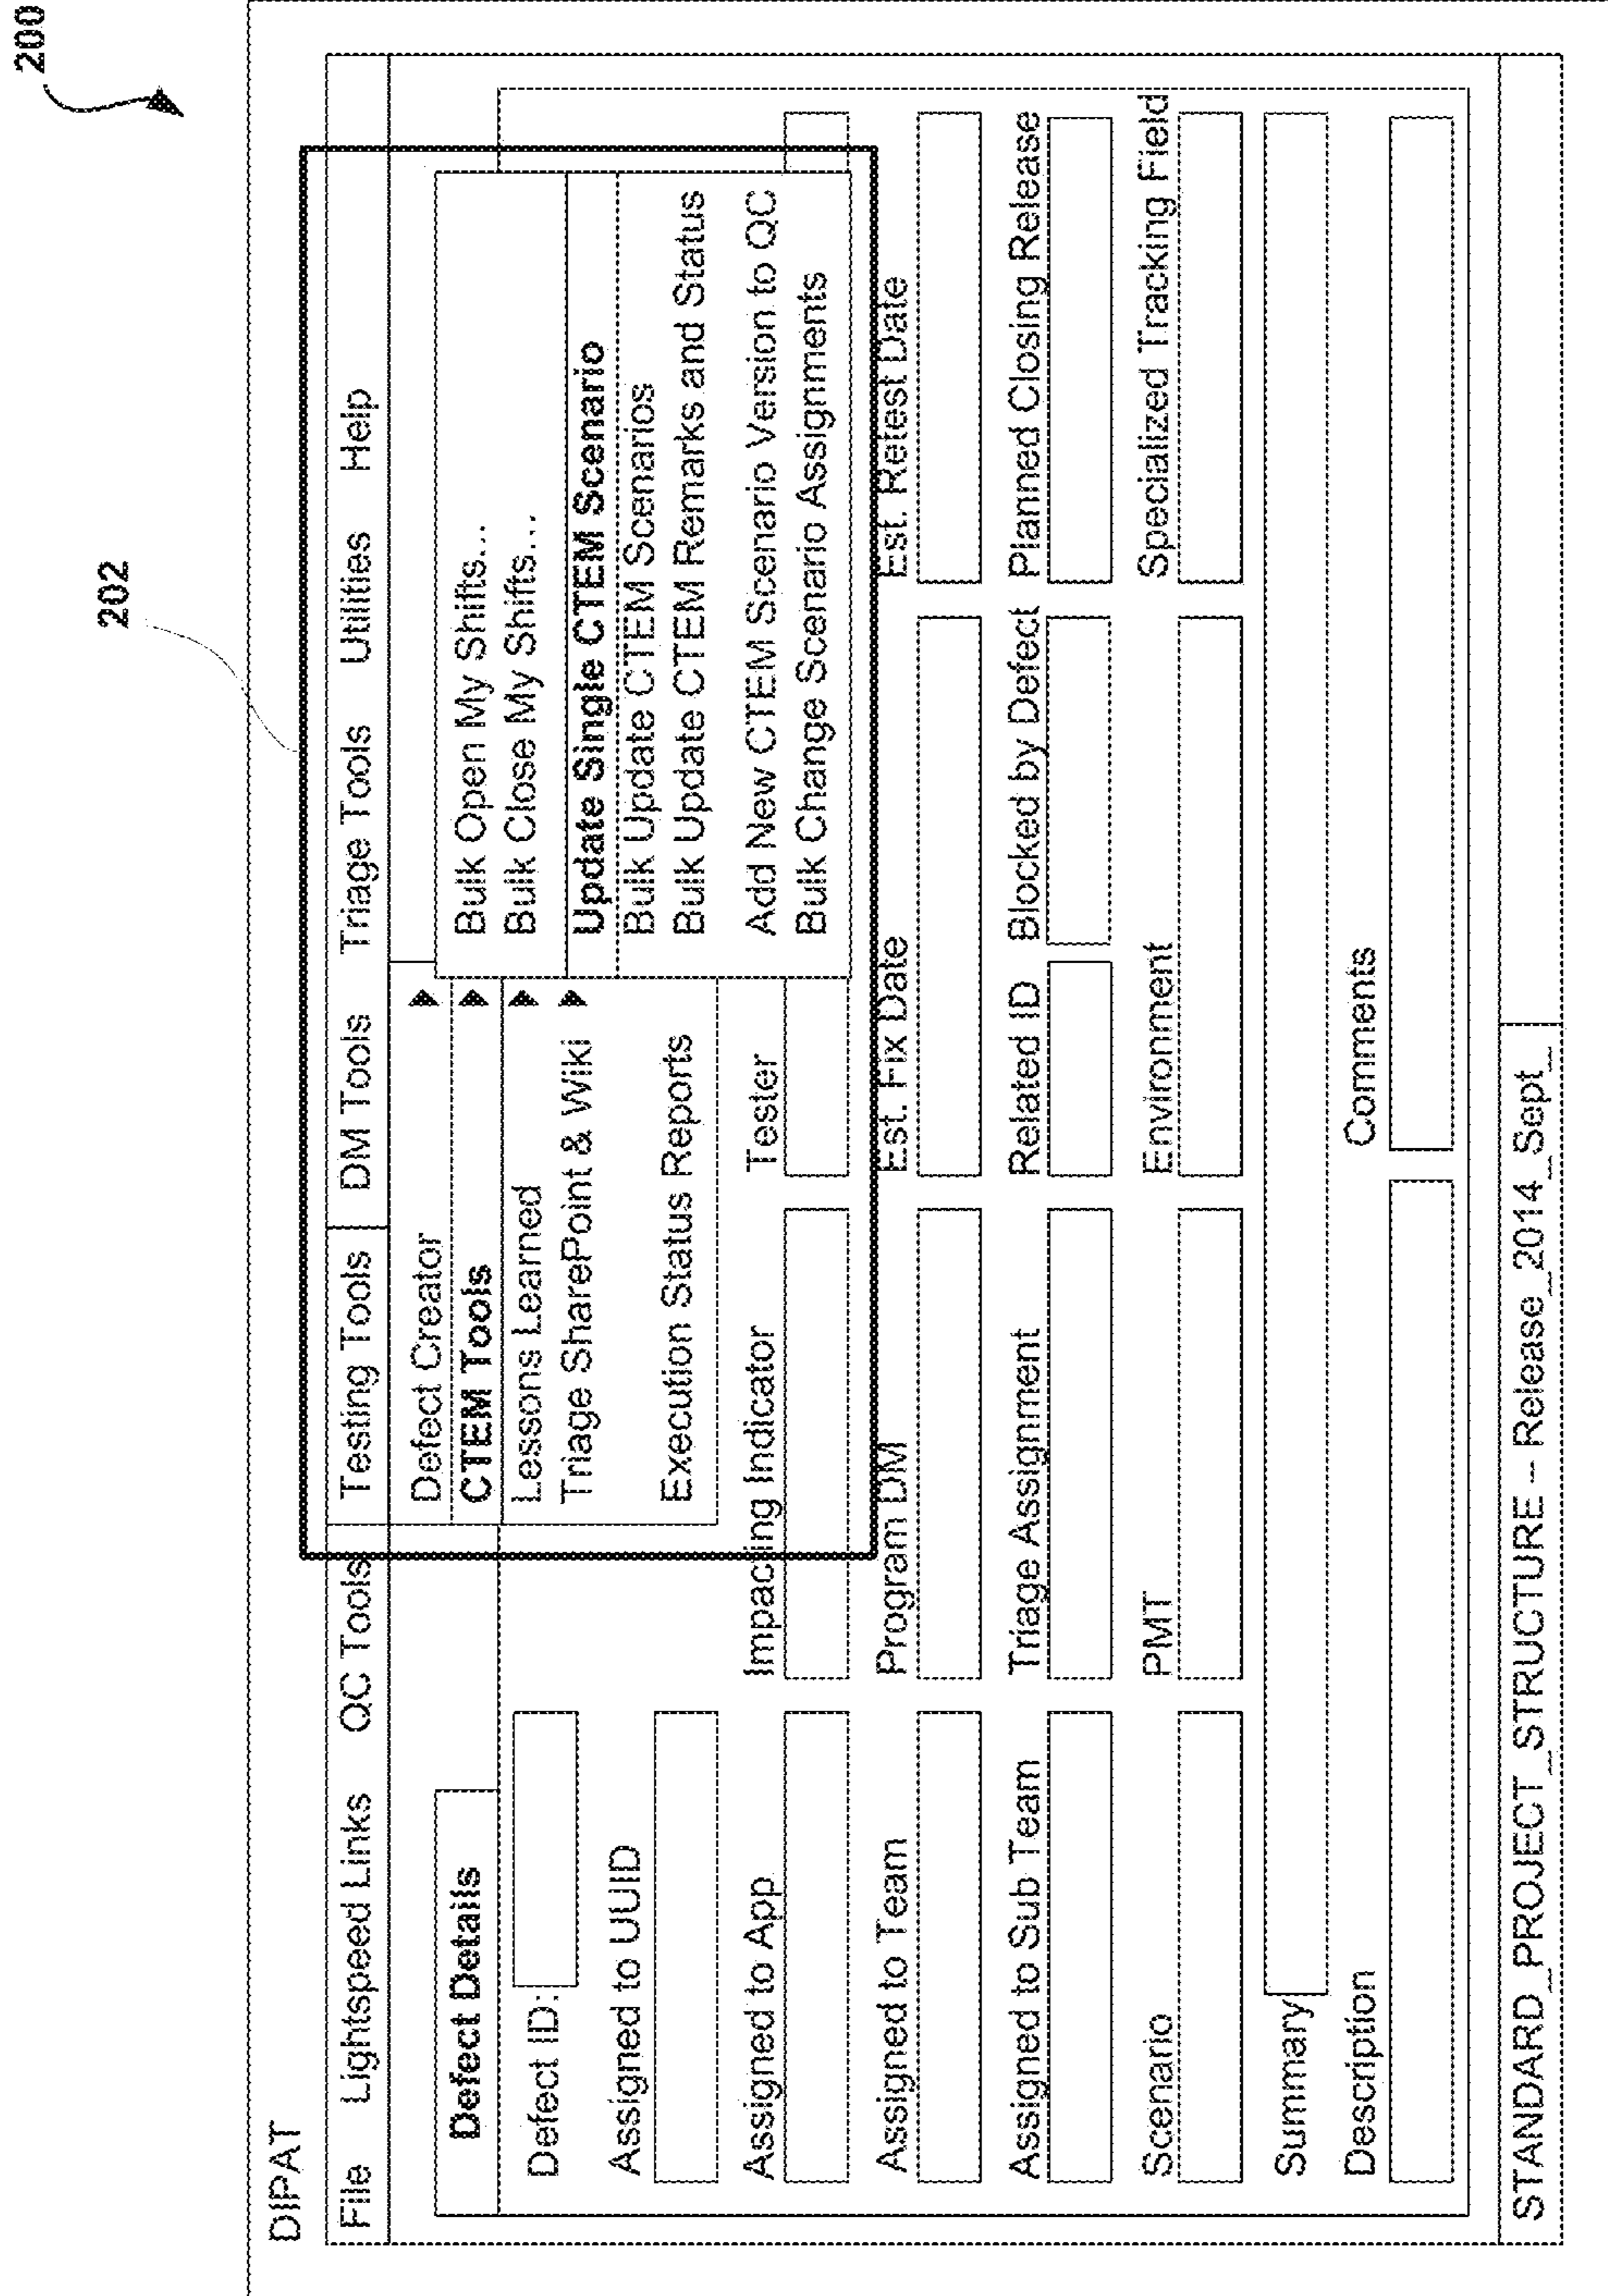 200
202
DIPAT
File Lightspeed Links QC Tools Testing Tools DM Tools Triage Tools Utilities Help
Defect Creator
CTEM Tools
Lessons Learned
Triage SharePoint & Wiki
Execution Status Reports
Bulk Open My Shifts...
Bulk Close My Shifts...
Update Single CTEM Scenario
Bulk Update CTEM Scenarios
Bulk Update CTEM Remarks and Status
Add New CTEM Scenario Version to QC
Bulk Change Scenario Assignments
Defect Details
Defect ID:
Assigned to UUID
Assigned to App Impacting Indicator Tester
Assigned to Team Program DM Est. Fix Date Est. Retest Date
Assigned to Sub Team Triage Assignment Related ID Blocked by Defect Planned Closing Release
Scenario PMT Environment Specialized Tracking Field
Summary
Description Comments
STANDARD_PROJECT_STRUCTURE -- Release_2014_Sept_